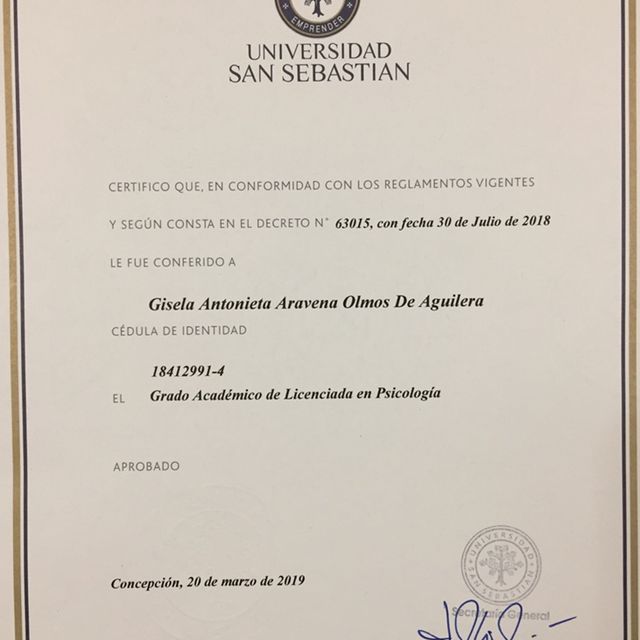 EMPRENDER
UNIVERSIDAD
SAN SEBASTIAN
CERTIFICO QUE, EN CONFORMIDAD CON LOS REGLAMENTOS VIGENTES
Y SEGÚN CONSTA EN EL DECRETO N° 63015, con fecha 30 de Julio de 2018
LE FUE CONFERIDO A
Gisela Antonieta Aravena Olmos De Aguilera
CÉDULA DE IDENTIDAD
18412991-4
EL Grado Académico de Licenciada en Psicología
APROBADO
UNIVERSIDAD
SAN SEBASTIAN
Concepción, 20 de marzo de 2019
Secretaría General